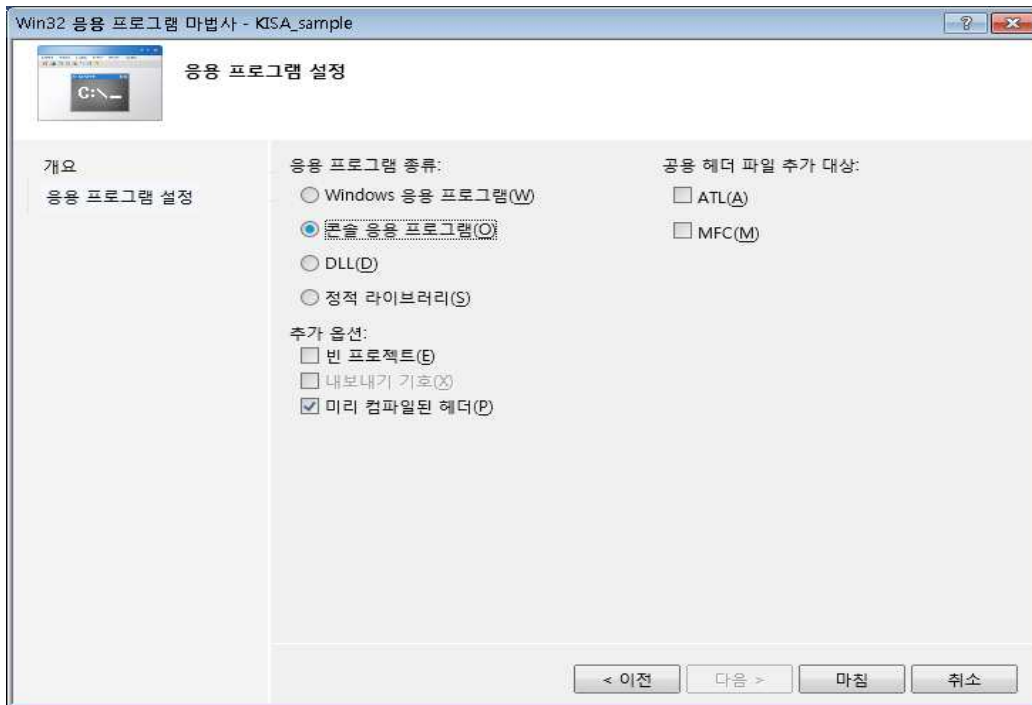 Win32 응용 프로그램 마법사 - KISA_sample
응용 프로그램 설정
C:\_
개요
응용 프로그램 설정
응용 프로그램 종류:
Windows 응용 프로그램(W)
콘솔 응용 프로그램(O)
DLL(D)
정적 라이브러리(S)
추가 옵션:
빈 프로젝트(E)
내보내기 기호(X)
미리 컴파일된 헤더(P)
공용 헤더 파일 추가 대상:
ATL(A)
MFC(M)
< 이전
다음 >
마침
취소